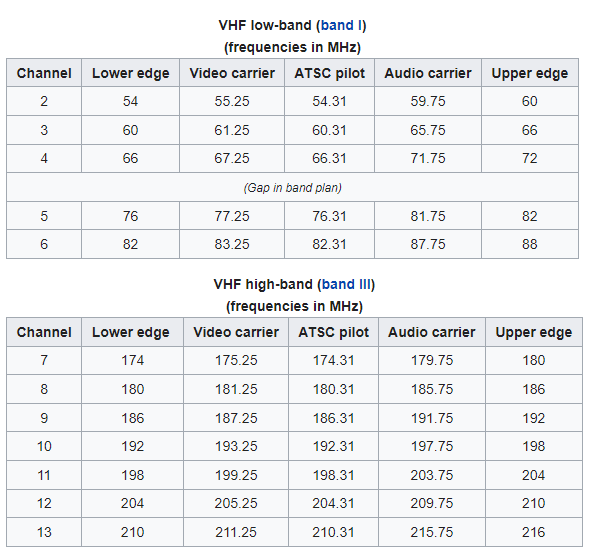 VHF low-band (band I)
(frequencies in MHz)
Channel Lower edge Video carrier ATSC pilot Audio carrier Upper edge
2 54 55.25 54.31 59.75 60
3 60 61.25 60.31 65.75 66
4 66 67.25 66.31 71.75 72
(Gap in band plan)
5 76 77.25 76.31 81.75 82
6 82 83.25 82.31 87.75 88
VHF high-band (band III)
(frequencies in MHz)
Channel Lower edge Video carrier ATSC pilot Audio carrier Upper edge
7 174 175.25 174.31 179.75 180
8 180 181.25 180.31 185.75 186
9 186 187.25 186.31 191.75 192
10 192 193.25 192.31 197.75 198
11 198 199.25 198.31 203.75 204
12 204 205.25 204.31 209.75 210
13 210 211.25 210.31 215.75 216